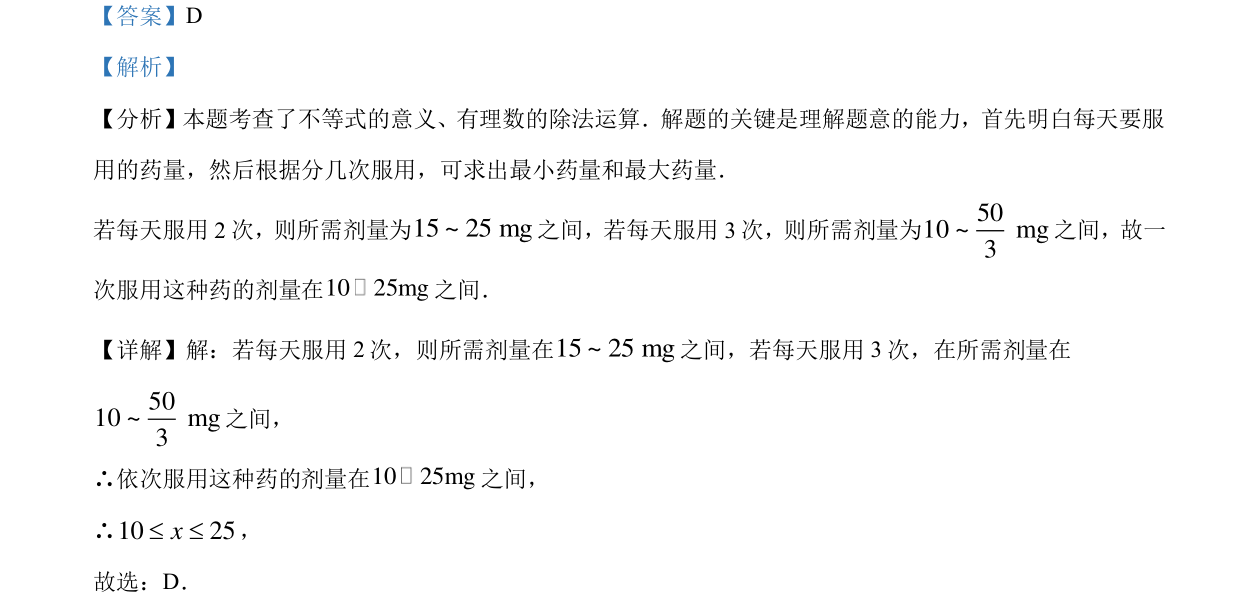 【答案】D
【解析】
【分析】本题考查了不等式的意义、有理数的除法运算．解题的关键是理解题意的能力，首先明白每天要服
用的药量，然后根据分几次服用，可求出最小药量和最大药量．
若每天服用 2 次，则所需剂量为15 ~ 25 mg 之间，若每天服用 3 次，则所需剂量为10 ~ 50/3 mg 之间，故一
次服用这种药的剂量在10□ 25mg 之间．
【详解】解：若每天服用 2 次，则所需剂量在15 ~ 25 mg 之间，若每天服用 3 次，在所需剂量在
10 ~ 50/3 mg 之间，
∴依次服用这种药的剂量在10□ 25mg 之间，
∴10 ≤ x ≤ 25，
故选：D．